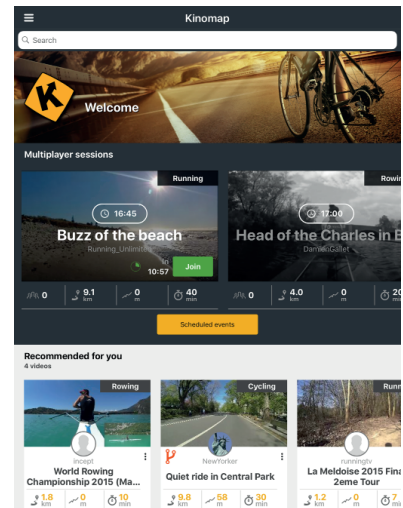 Kinomap
Search
Welcome
Multiplayer sessions
Running
16:45
Buzz of the beach
Running_Unlimited
in
10:57
Join
0
9.1
km
0
m
40
min
Rowin
17:00
Head of the Charles in B
DamienGallet
0
4.0
km
0
m
20
min
Scheduled events
Recommended for you
4 videos
Rowing
incept
World Rowing
Championship 2015 (Ma...
1.8
km
0
m
10
min
Cycling
NewYorker
Quiet ride in Central Park
9.8
km
58
m
30
min
Runn
runningtv
La Meldoise 2015 Fina
2eme Tour
1.2
km
0
m
7
min